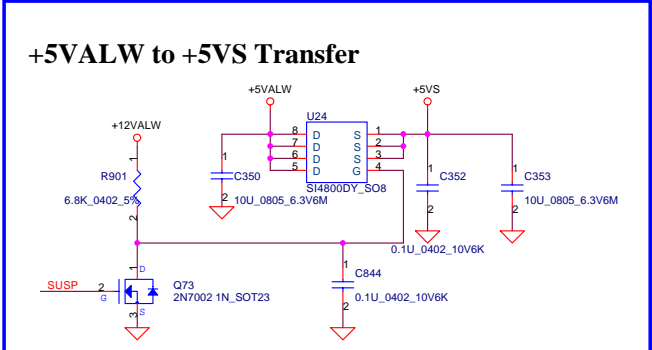 +5VALW to +5VS Transfer
+5VALW
+5VS
+12VALW
U24
8 D S 1
7 D S 2
6 D S 3
5 D G 4
SI4800DY_SO8
1
R901
6.8K_0402_5%
2
1
C350
2
10U_0805_6.3V6M
1
C352
2
0.1U_0402_10V6K
1
C353
2
10U_0805_6.3V6M
1
C844
2
0.1U_0402_10V6K
SUSP
1 D
2 G
3 S
Q73
2N7002 1N_SOT23